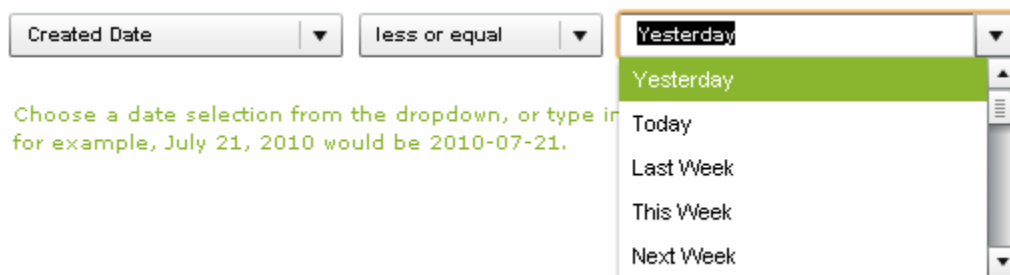 Created Date
less or equal
Yesterday
Yesterday
Choose a date selection from the dropdown, or type in
for example, July 21, 2010 would be 2010-07-21.
Today
Last Week
This Week
Next Week